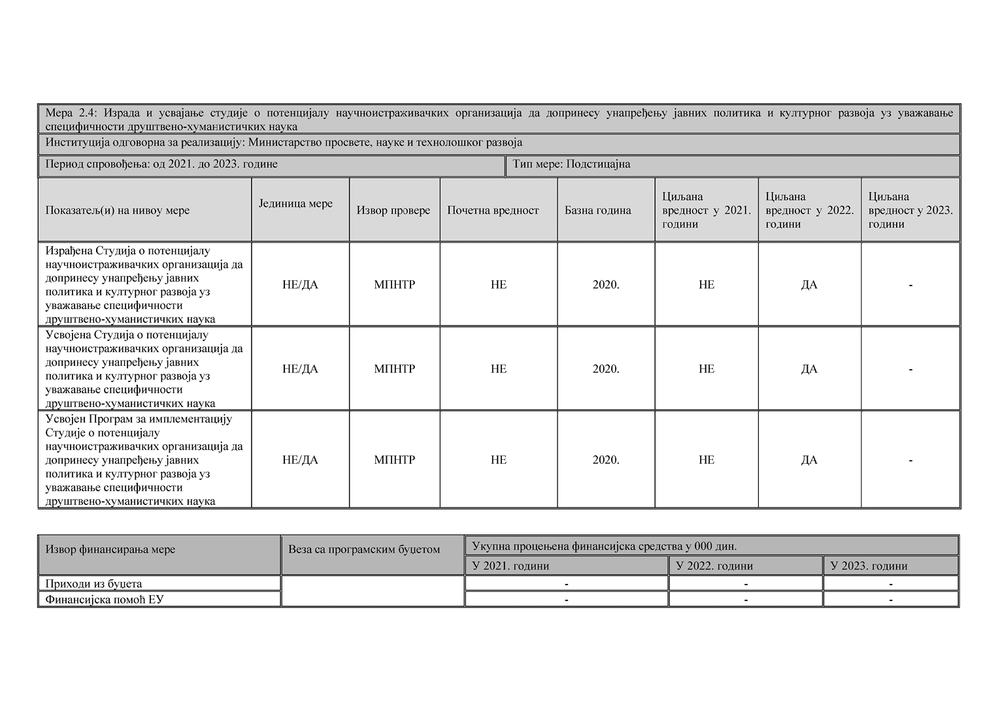 Мера 2.4: Израда и усвајање студије о потенцијалу научноистраживачких организација да допринесу унапређењу јавних политика и културног развоја уз уважавање
специфичности друштвено-хуманистичких наука
Институција одговорна за реализацију: Министарство просвете, науке и технолошког развоја
Период спровођења: од 2021. до 2023. године
Тип мере: Подстицајна
Показатељ(и) на нивоу мере
Јединица мере
Извор провере
Почетна вредност
Базна година
Циљана
вредност у 2021.
години
Циљана
вредност у 2022.
години
Циљана
вредност у 2023.
години
Израђена Студија о потенцијалу
научноистраживачких организација да
допринесу унапређењу јавних
политика и културног развоја уз
уважавање специфичности
друштвено-хуманистичких наука
НЕ/ДА
МПНТР
НЕ
2020.
НЕ
ДА
-
Усвојена Студија о потенцијалу
научноистраживачких организација да
допринесу унапређењу јавних
политика и културног развоја уз
уважавање специфичности
друштвено-хуманистичких наука
НЕ/ДА
МПНТР
НЕ
2020.
НЕ
ДА
-
Усвојен Програм за имплементацију
Студије о потенцијалу
научноистраживачких организација да
допринесу унапређењу јавних
политика и културног развоја уз
уважавање специфичности
друштвено-хуманистичких наука
НЕ/ДА
МПНТР
НЕ
2020.
НЕ
ДА
-
Извор финансирања мере
Веза са програмским буџетом
Укупна процењена финансијска средства у 000 дин.
У 2021. години
У 2022. години
У 2023. години
Приходи из буџета
-
-
-
Финансијска помоћ ЕУ
-
-
-